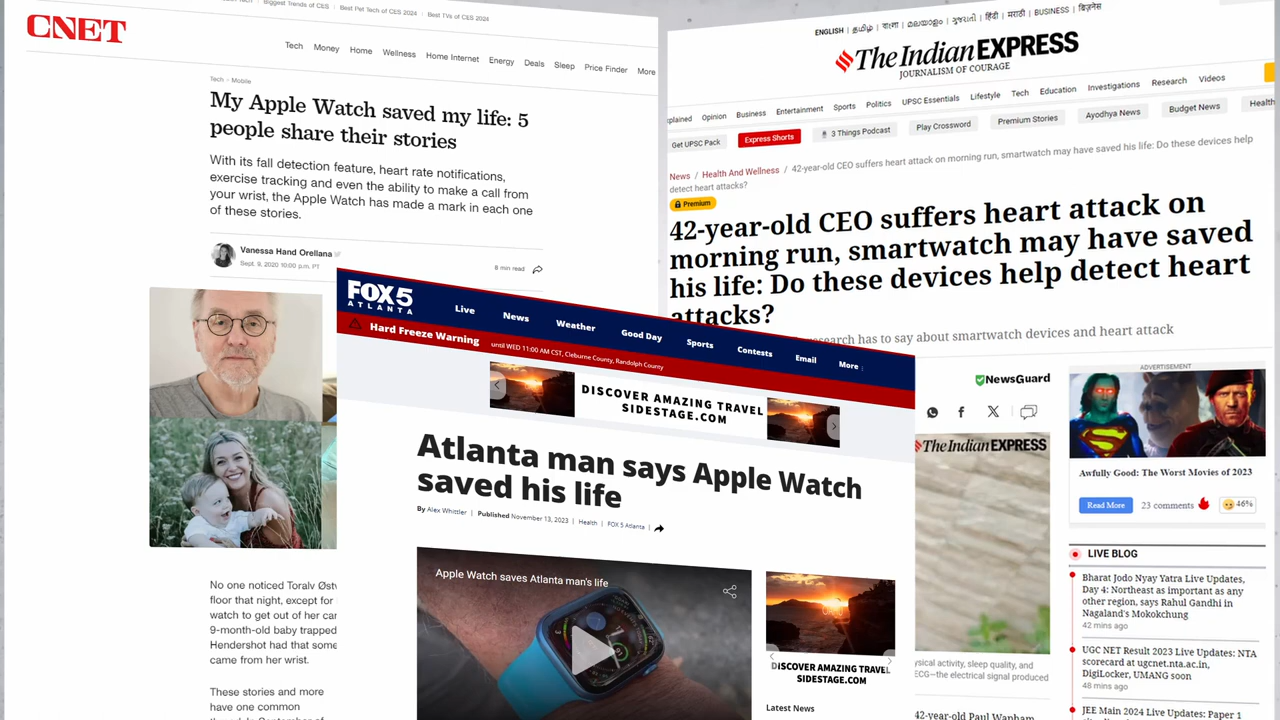 Biggest Trends of CES
Best Pet Tech of CES 2024
Best TVs of CES 2024
CNET
Tech Money Home Wellness Home Internet Energy Deals Sleep Price Finder More
Tech Mobile
My Apple Watch saved my life: 5
people share their stories
With its fall detection feature, heart rate notifications,
exercise tracking and even the ability to make a call from
your wrist, the Apple Watch has made a mark in each one
of these stories.
Vanessa Hand Orellana
Sept. 9, 2020 10:00 p.m. PT
8 min read
No one noticed Toralv
floor that night, except for
watch to get out of her car
9-month-old baby trapped
Hendershot had that some
came from her wrist.
These stories and more
have one common
ENGLISH | தமிழ் | বাংলা | മലയാളം | ગુજરાતી | हिंदी | मराठी | BUSINESS | बिज़नेस
The Indian EXPRESS
JOURNALISM OF COURAGE
plained Opinion Business Entertainment Sports Politics UPSC Essentials Lifestyle Tech Education Investigations Research Videos
Get UPSC Pack Express Shorts 3 Things Podcast Play Crossword Premium Stories Ayodhya News Budget News Health
News / Health And Wellness / 42-year-old CEO suffers heart attack on morning run, smartwatch may have saved his life: Do these devices help
detect heart attacks?
Premium
42-year-old CEO suffers heart attack on
morning run, smartwatch may have saved
his life: Do these devices help detect heart
attacks?
research has to say about smartwatch devices and heart attack
NewsGuard
The Indian EXPRESS
ysical activity, sleep quality, and
ECG—the electrical signal produced
42-year-old Paul Wapham
ADVERTISEMENT
Awfully Good: The Worst Movies of 2023
Read More 23 comments 46%
LIVE BLOG
Bharat Jodo Nyay Yatra Live Updates,
Day 4: Northeast as important as any
other region, says Rahul Gandhi in
Nagaland's Mokokchung
42 mins ago
UGC NET Result 2023 Live Updates: NTA
scorecard at ugcnet.nta.ac.in,
DigiLocker, UMANG soon
48 mins ago
JEE Main 2024 Live Updates: Paper 1
FOX 5
ATLANTA
Live News Weather Good Day Sports Contests Email More
Hard Freeze Warning until WED 11:00 AM CST, Cleburne County, Randolph County
DISCOVER AMAZING TRAVEL
SIDESTAGE.COM
Atlanta man says Apple Watch
saved his life
By Alex Whittler | Published November 13, 2023 | Health | FOX 5 Atlanta |
Apple Watch saves Atlanta man's life
DISCOVER AMAZING TRAVEL
SIDESTAGE.COM
Latest News